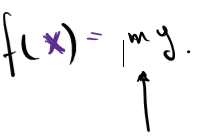 f(x) = my.